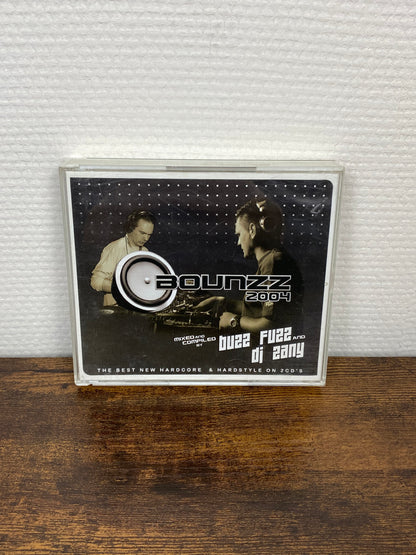 BOUNZZ
2004
MIXED AND COMPILED BY
buzz fuzz AND
dj zany
THE BEST NEW HARDCORE & HARDSTYLE ON 2CD'S